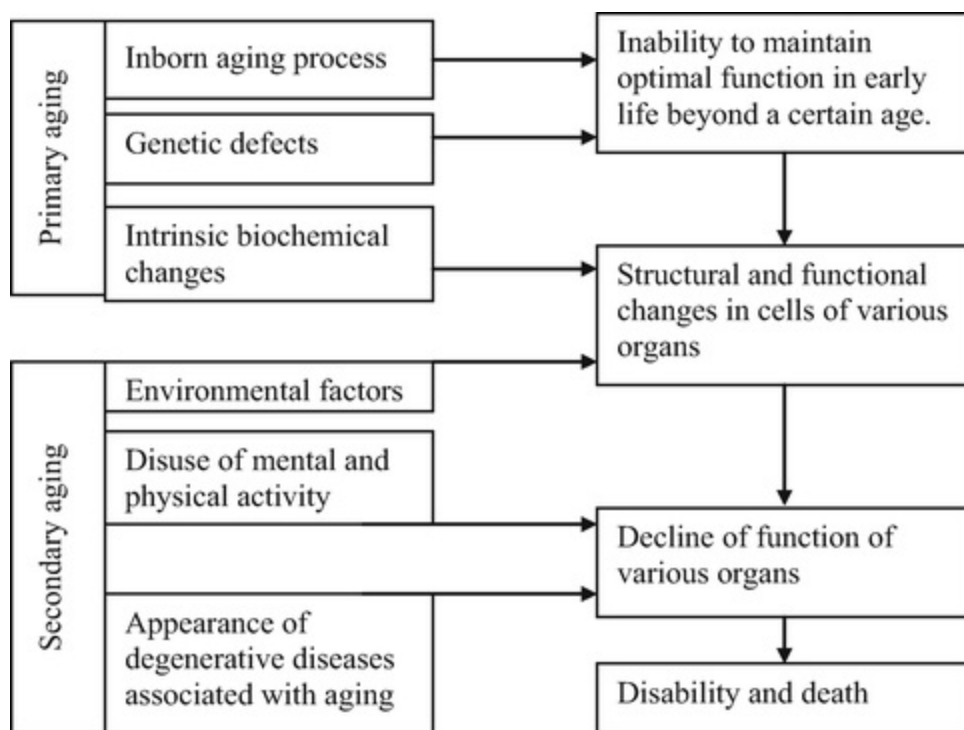 Primary aging
Inborn aging process
Genetic defects
Intrinsic biochemical
changes
Inability to maintain
optimal function in early
life beyond a certain age.
Structural and functional
changes in cells of various
organs
Secondary aging
Environmental factors
Disuse of mental and
physical activity
Appearance of
degenerative diseases
associated with aging
Decline of function of
various organs
Disability and death